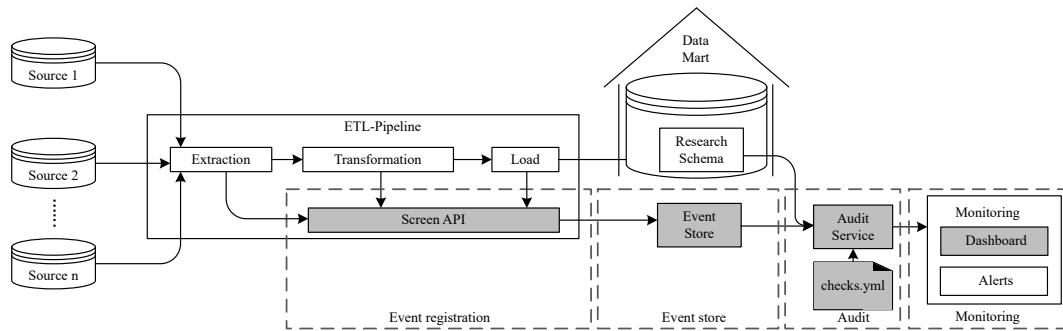 Source 1
Source 2
Source n
ETL-Pipeline
Extraction
Transformation
Load
Screen API
Event registration
Data
Mart
Research
Schema
Event
Store
Event store
Audit
Service
checks.yml
Audit
Monitoring
Dashboard
Alerts
Monitoring